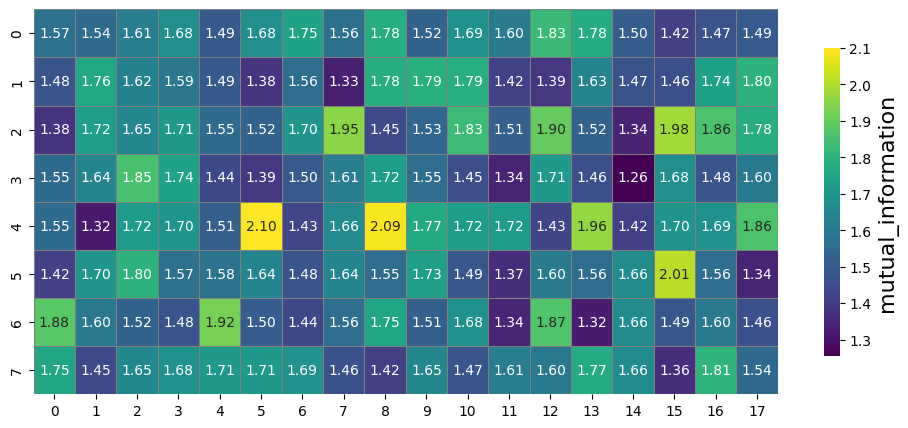 0 1.57 1.54 1.61 1.68 1.49 1.68 1.75 1.56 1.78 1.52 1.69 1.60 1.83 1.78 1.50 1.42 1.47 1.49
1 1.48 1.76 1.62 1.59 1.49 1.38 1.56 1.33 1.78 1.79 1.79 1.42 1.39 1.63 1.47 1.46 1.74 1.80
2 1.38 1.72 1.65 1.71 1.55 1.52 1.70 1.95 1.45 1.53 1.83 1.51 1.90 1.52 1.34 1.98 1.86 1.78
3 1.55 1.64 1.85 1.74 1.44 1.39 1.50 1.61 1.72 1.55 1.45 1.34 1.71 1.46 1.26 1.68 1.48 1.60
4 1.55 1.32 1.72 1.70 1.51 2.10 1.43 1.66 2.09 1.77 1.72 1.72 1.43 1.96 1.42 1.70 1.69 1.86
5 1.42 1.70 1.80 1.57 1.58 1.64 1.48 1.64 1.55 1.73 1.49 1.37 1.60 1.56 1.66 2.01 1.56 1.34
6 1.88 1.60 1.52 1.48 1.92 1.50 1.44 1.56 1.75 1.51 1.68 1.34 1.87 1.32 1.66 1.49 1.60 1.46
7 1.75 1.45 1.65 1.68 1.71 1.71 1.69 1.46 1.42 1.65 1.47 1.61 1.60 1.77 1.66 1.36 1.81 1.54
0 1 2 3 4 5 6 7 8 9 10 11 12 13 14 15 16 17
2.1
2.0
1.9
1.8
1.7
1.6
1.5
1.4
1.3
mutual_information